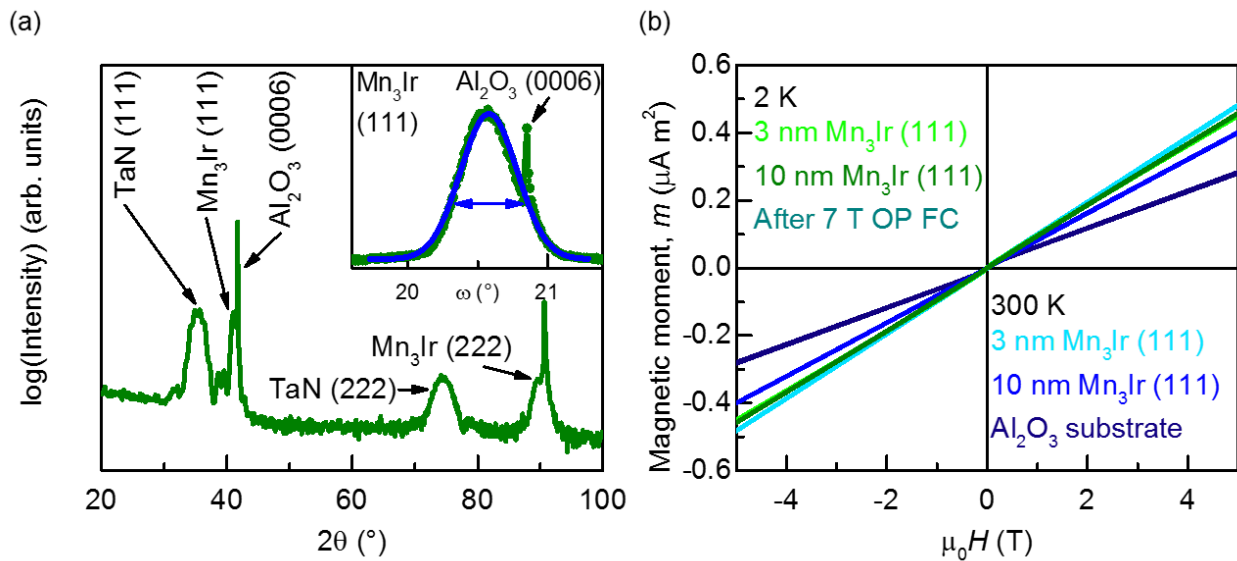 (a)
log(Intensity) (arb. units)
TaN (111)
Mn₃Ir (111)
Al₂O₃ (0006)
Mn₃Ir
(111)
Al₂O₃ (0006)
20 ω (°) 21
Mn₃Ir (222)
TaN (222)
20 40 60 80 100
2θ (°)
(b)
Magnetic moment, m (μA m²)
0.6
0.4
0.2
0.0
-0.2
-0.4
-0.6
2 K
3 nm Mn₃Ir (111)
10 nm Mn₃Ir (111)
After 7 T OP FC
300 K
3 nm Mn₃Ir (111)
10 nm Mn₃Ir (111)
Al₂O₃ substrate
-4 -2 0 2 4
μ₀H (T)